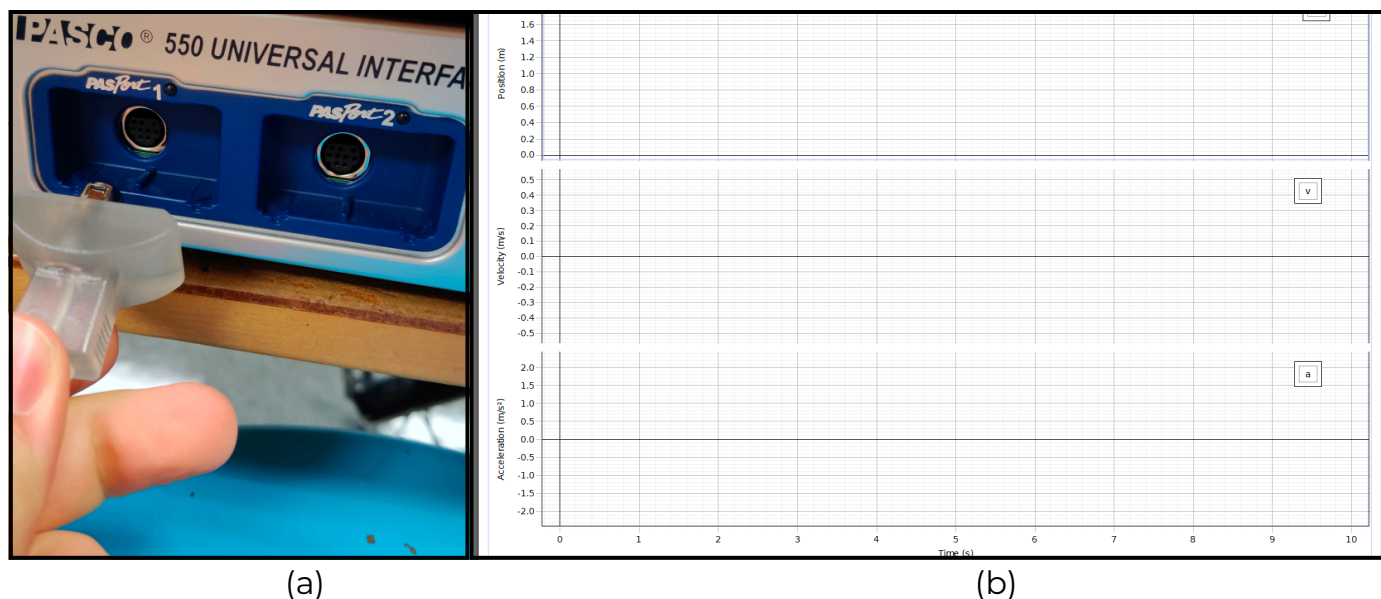 PASCO® 550 UNIVERSAL INTERFA
PASPort 1
PASPort 2
Position (m)
1.6
1.4
1.2
1.0
0.8
0.6
0.4
0.2
0.0
Velocity (m/s)
0.5
0.4
0.3
0.2
0.1
0.0
-0.1
-0.2
-0.3
-0.4
-0.5
v
Acceleration (m/s²)
2.0
1.5
1.0
0.5
0.0
-0.5
-1.0
-1.5
-2.0
a
0 1 2 3 4 5 6 7 8 9 10
Time (s)
(a) (b)